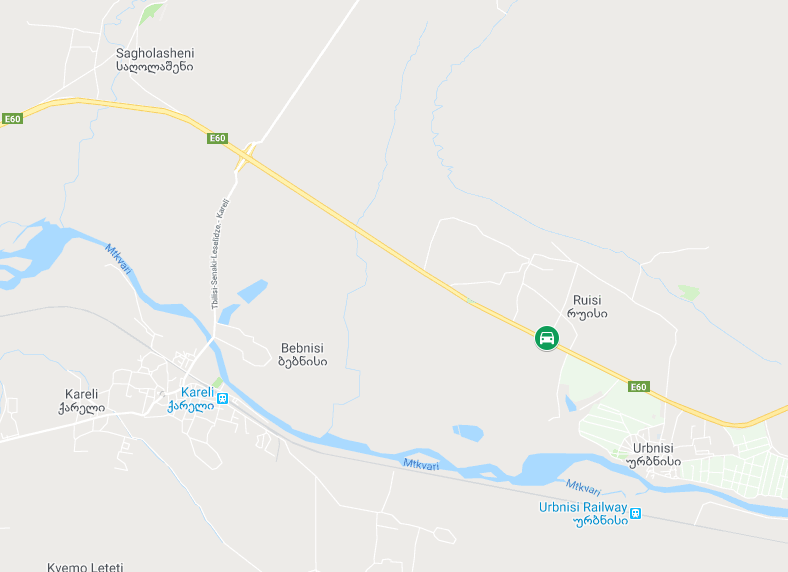 Sagholasheni
საღოლაშენი
E60
E60
Tbilisi-Senaki-Leselidze - Kareli
Mtkvari
Ruisi
რუისი
Bebnisi
ბებნისი
Kareli
ქარელი
Kareli
ქარელი
E60
Urbnisi
ურბნისი
Mtkvari
Mtkvari
Urbnisi Railway
ურბნისი
Kvemo Leteti